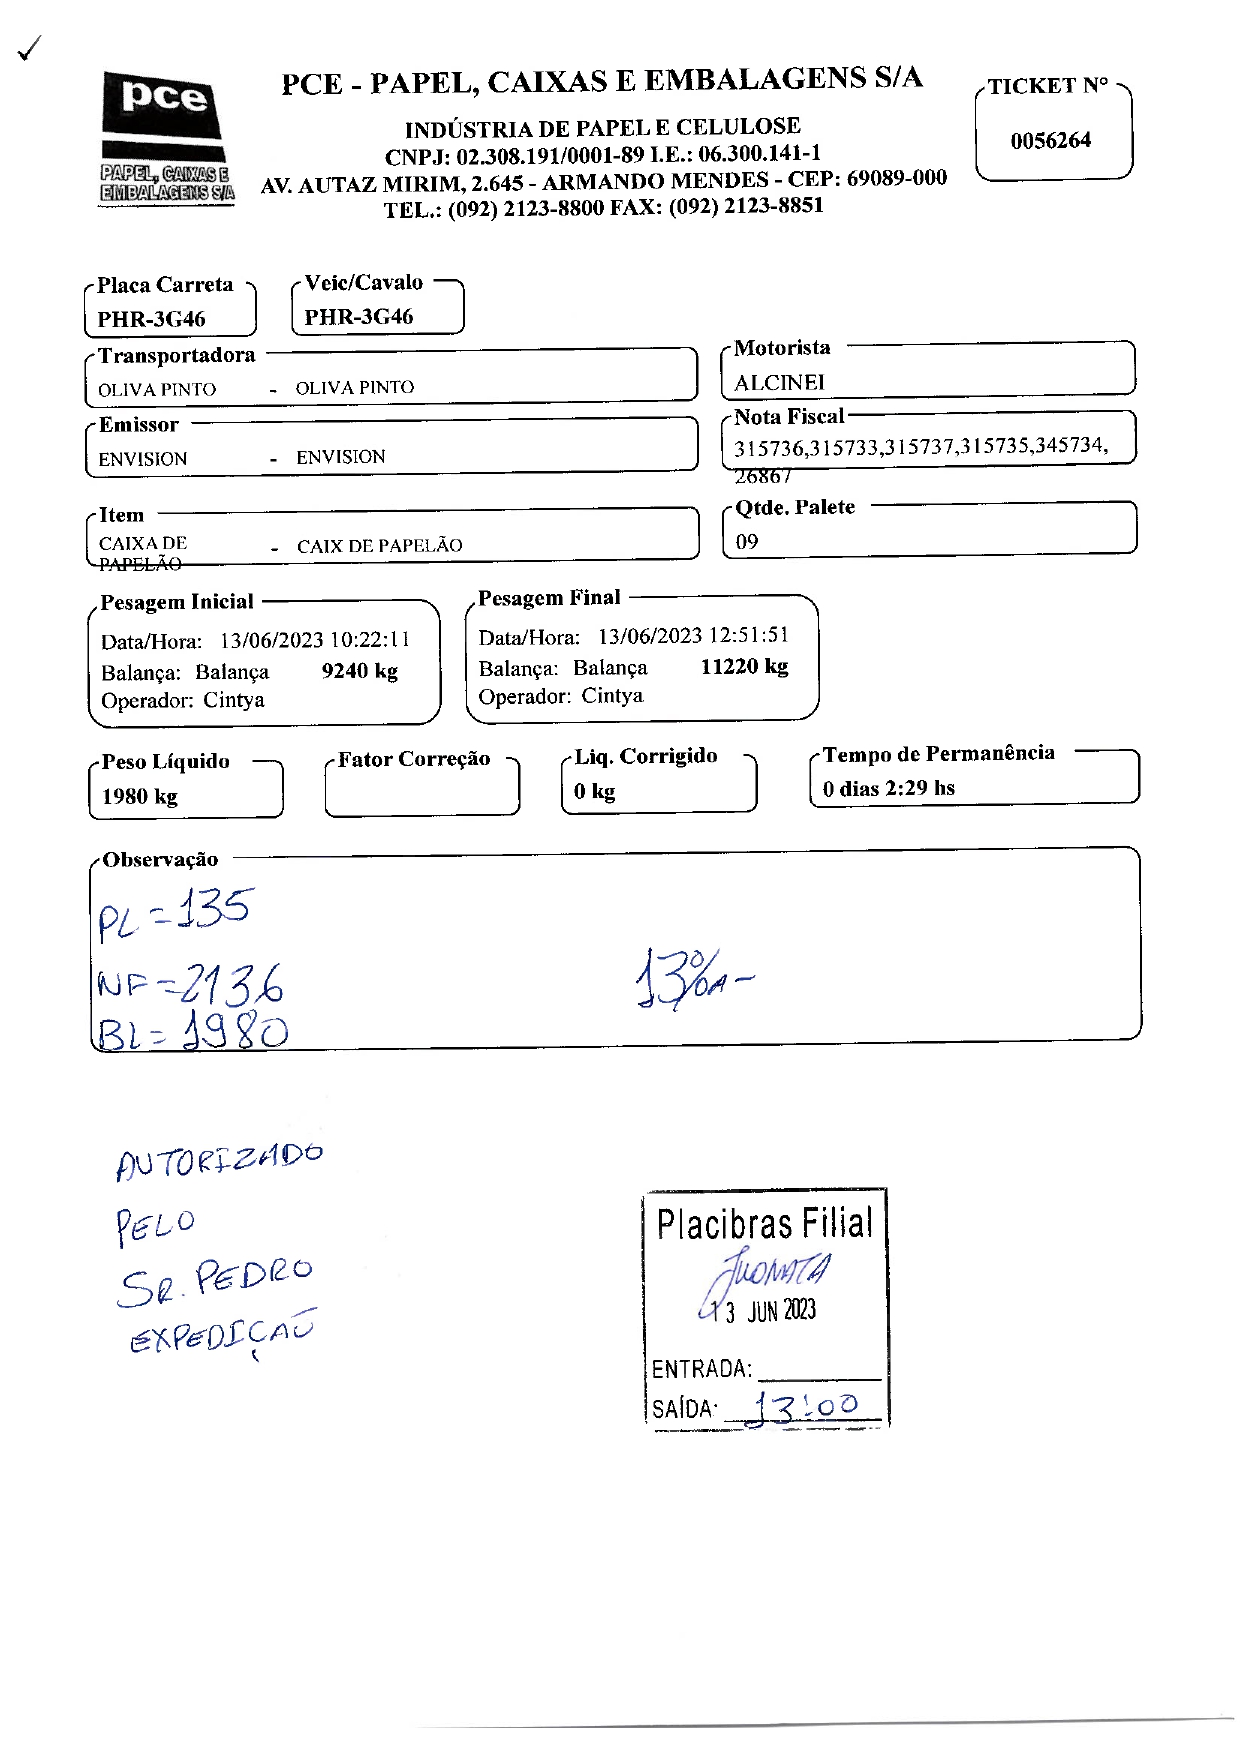 pce
PAPEL, CAIXAS E
EMBALAGENS S/A
PCE - PAPEL, CAIXAS E EMBALAGENS S/A
INDÚSTRIA DE PAPEL E CELULOSE
CNPJ: 02.308.191/0001-89 I.E.: 06.300.141-1
AV. AUTAZ MIRIM, 2.645 - ARMANDO MENDES - CEP: 69089-000
TEL.: (092) 2123-8800 FAX: (092) 2123-8851
TICKET Nº
0056264
Placa Carreta
PHR-3G46
Veic/Cavalo
PHR-3G46
Transportadora
OLIVA PINTO - OLIVA PINTO
Motorista
ALCINEI
Emissor
ENVISION - ENVISION
Nota Fiscal
315736,315733,315737,315735,345734,
26867
Item
CAIXA DE - CAIX DE PAPELÃO
PAPELÃO
Qtde. Palete
09
Pesagem Inicial
Data/Hora: 13/06/2023 10:22:11
Balança: Balança 9240 kg
Operador: Cintya
Pesagem Final
Data/Hora: 13/06/2023 12:51:51
Balança: Balança 11220 kg
Operador: Cintya
Peso Líquido
1980 kg
Fator Correção
Liq. Corrigido
0 kg
Tempo de Permanência
0 dias 2:29 hs
Observação
PL = 135
NF = 2136
BL = 1980
13%
AUTORIZADO
PELO
SR. PEDRO
EXPEDIÇÃO
Placibras Filial
13 JUN 2023
ENTRADA:
SAÍDA: 13:00